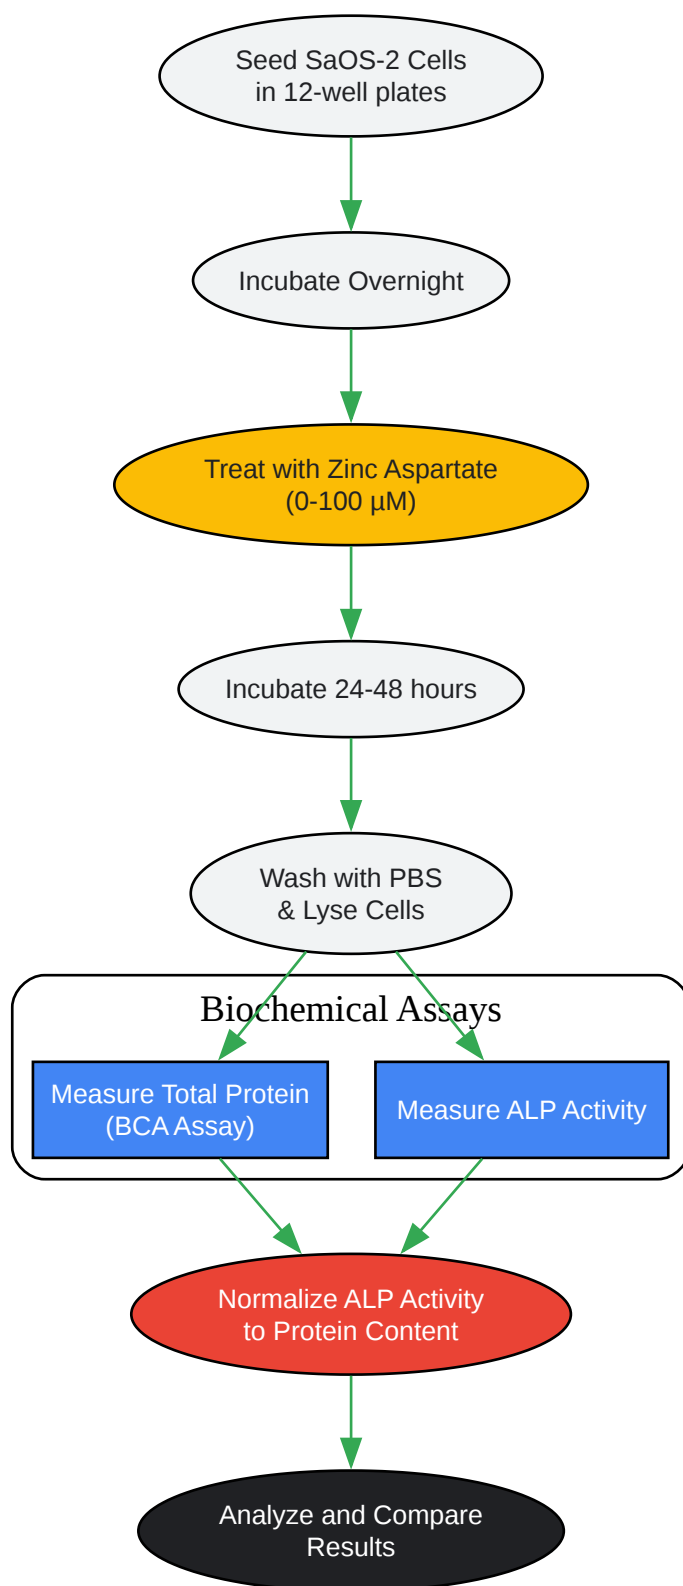 Seed SaOS-2 Cells
in 12-well plates
Incubate Overnight
Treat with Zinc Aspartate
(0-100 µM)
Incubate 24-48 hours
Wash with PBS
& Lyse Cells
Biochemical Assays
Measure Total Protein
(BCA Assay)
Measure ALP Activity
Normalize ALP Activity
to Protein Content
Analyze and Compare
Results